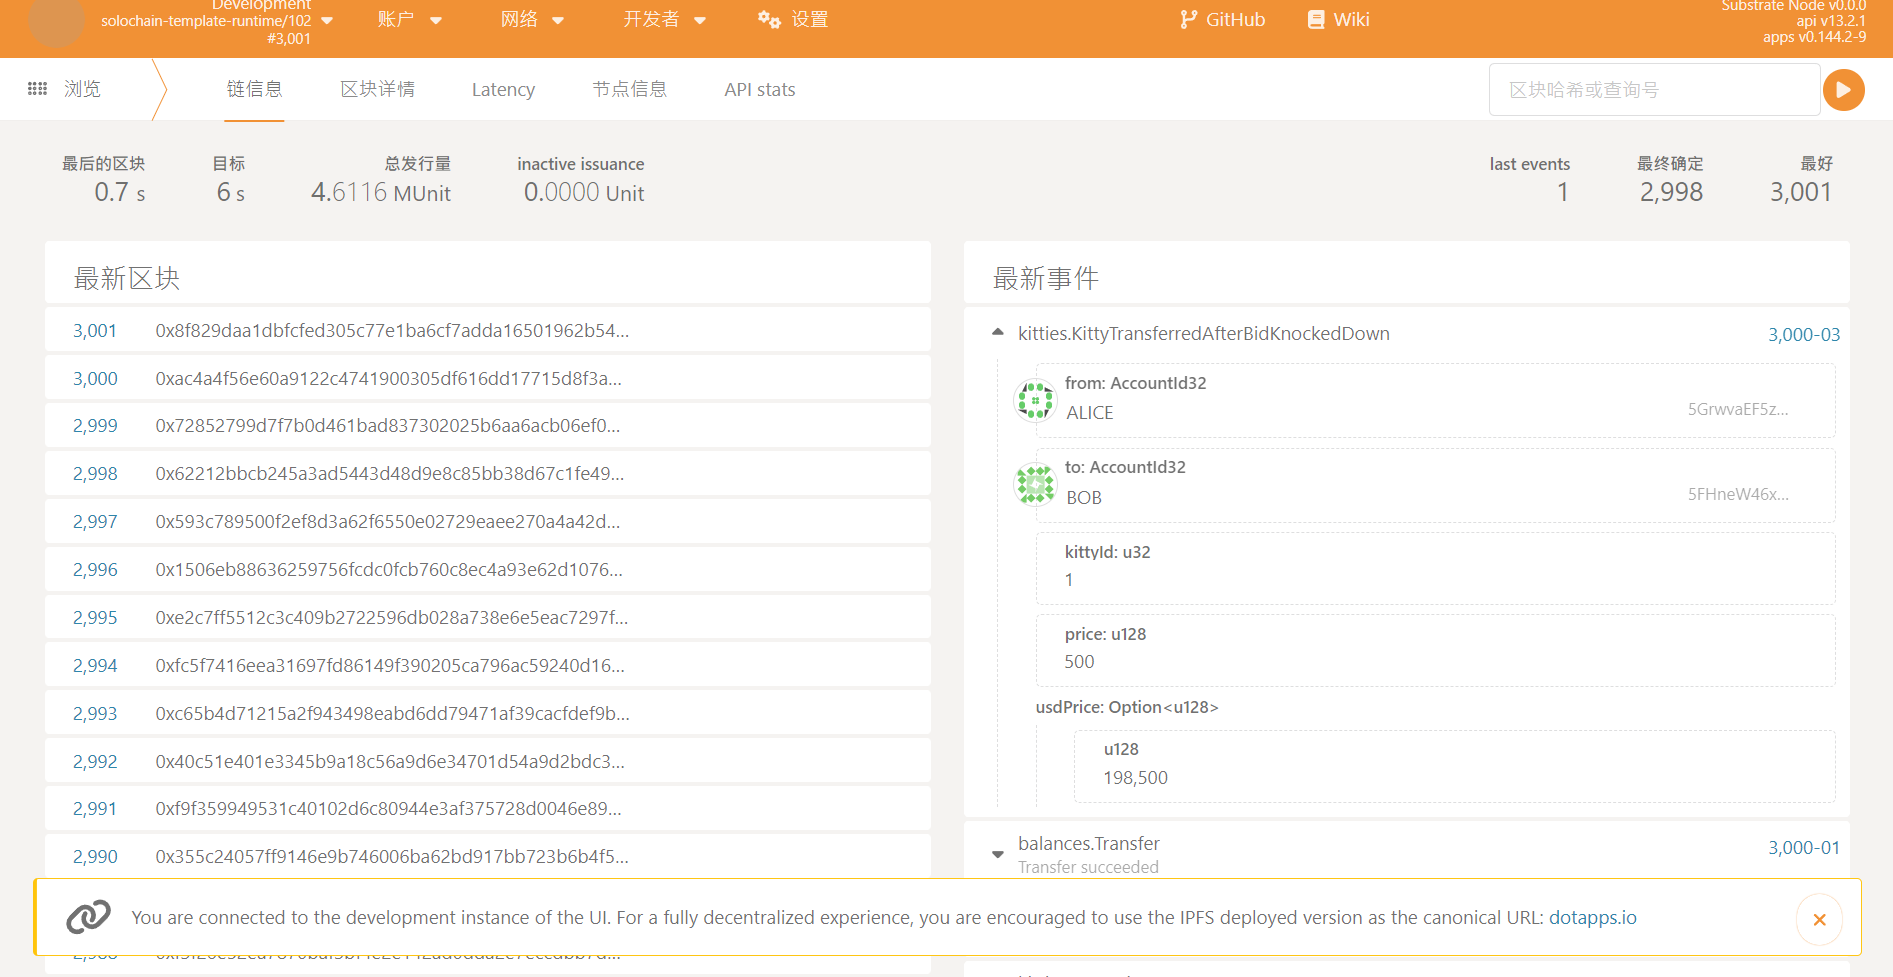 Development
solochain-template-runtime/102
#3,001
账户
网络
开发者
设置
GitHub
Wiki
Substrate Node v0.0.0
api v13.2.1
apps v0.144.2-9
浏览
链信息
区块详情
Latency
节点信息
API stats
区块哈希或查询号
最后的区块
0.7 s
目标
6 s
总发行量
4.6116 MUnit
inactive issuance
0.0000 Unit
last events
1
最终确定
2,998
最好
3,001
最新区块
3,001 0x8f829daa1dbfcfed305c77e1ba6cf7adda16501962b54...
3,000 0xac4a4f56e60a9122c4741900305df616dd17715d8f3a...
2,999 0x72852799d7f7b0d461bad837302025b6aa6acb06ef0...
2,998 0x62212bbcb245a3ad5443d48d9e8c85bb38d67c1fe49...
2,997 0x593c789500f2ef8d3a62f6550e02729eaee270a4a42d...
2,996 0x1506eb88636259756fcdc0fcb760c8ec4a93e62d1076...
2,995 0xe2c7ff5512c3c409b2722596db028a738e6e5eac7297f...
2,994 0xfc5f7416eea31697fd86149f390205ca796ac59240d16...
2,993 0xc65b4d71215a2f943498eabd6dd79471af39cacfdef9b...
2,992 0x40c51e401e3345b9a18c56a9d6e34701d54a9d2bdc3...
2,991 0xf9f359949531c40102d6c80944e3af375728d0046e89...
2,990 0x355c24057ff9146e9b746006ba62bd917bb723b6b4f5...
最新事件
kitties.KittyTransferredAfterBidKnockedDown 3,000-03
from: AccountId32
ALICE 5GrwvaEF5z...
to: AccountId32
BOB 5FHneW46x...
kittyId: u32
1
price: u128
500
usdPrice: Option<u128>
u128
198,500
balances.Transfer 3,000-01
Transfer succeeded
You are connected to the development instance of the UI. For a fully decentralized experience, you are encouraged to use the IPFS deployed version as the canonical URL: dotapps.io